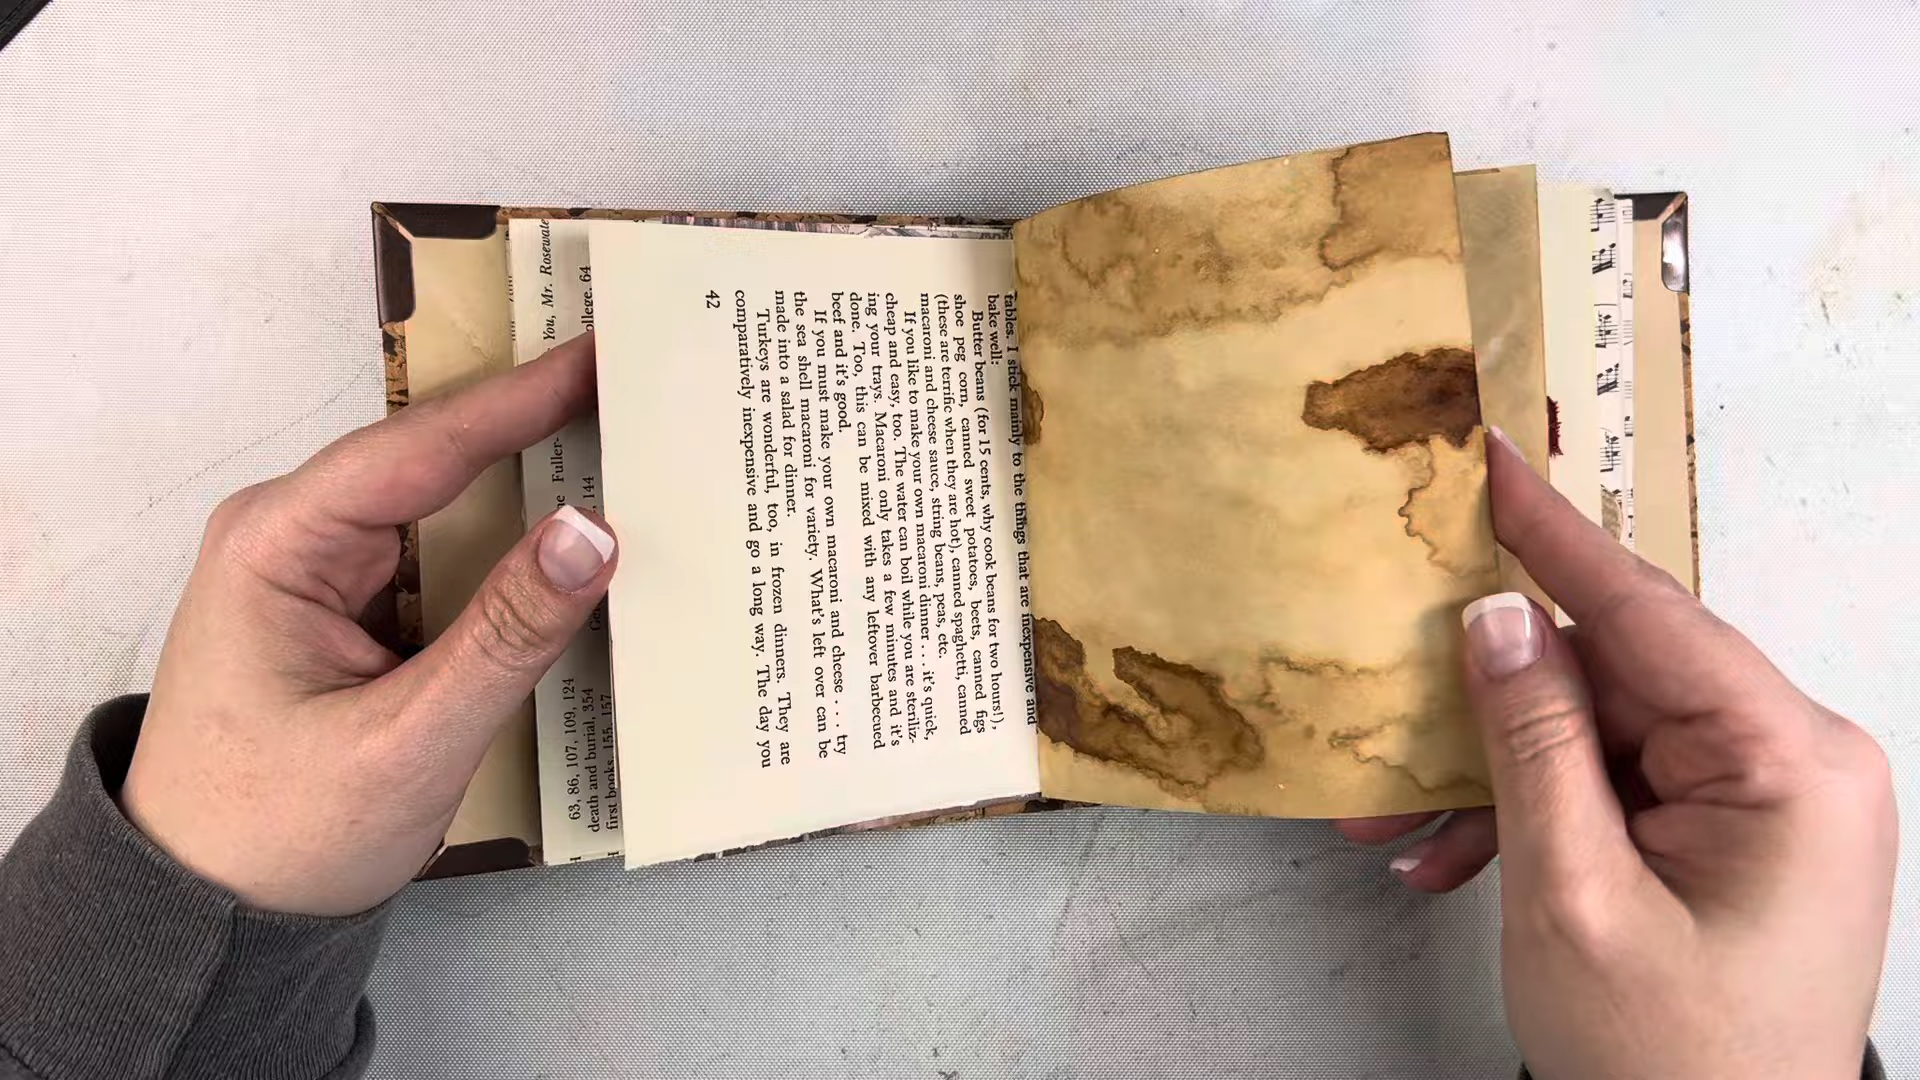 tables. I stick mainly to the things that are inexpensive and
bake well:
Butter beans (for 15 cents, why cook beans for two hours!),
shoe peg corn, canned sweet potatoes, beets, canned figs
(these are terrific when they are hot), canned spaghetti, canned
macaroni and cheese sauce, string beans, peas, etc.
If you like to make your own macaroni dinner . . . it's quick,
cheap and easy, too. The water can boil while you are steriliz-
ing your trays. Macaroni only takes a few minutes and it's
done. Too, this can be mixed with any leftover barbecued
beef and it's good.
If you must make your own macaroni and cheese . . . try
the sea shell macaroni for variety. What's left over can be
made into a salad for dinner.
Turkeys are wonderful, too, in frozen dinners. They are
comparatively inexpensive and go a long way. The day you
42
You, Mr. Rosewater
Fuller-
63, 86, 107, 109, 124
death and burial, 354
first books, 155, 157
ollege, 64
144